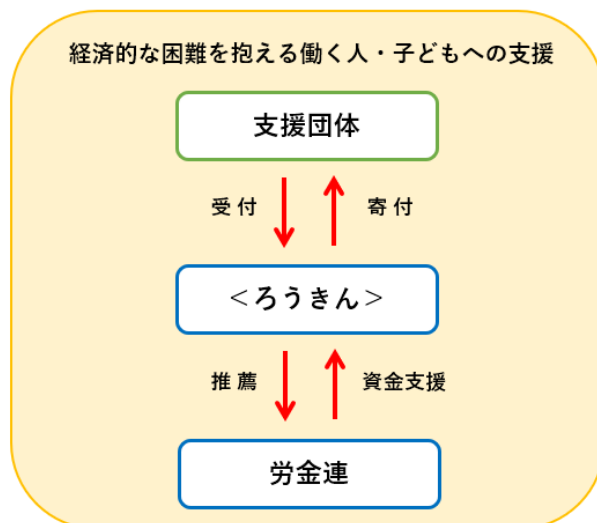 経済的な困難を抱える働く人・子どもへの支援
支援団体
受 付
寄 付
＜ろうきん＞
推 薦
資金支援
労金連